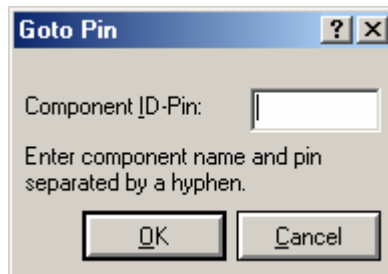 Goto Pin
Component ID-Pin:
Enter component name and pin
separated by a hyphen.
OK
Cancel